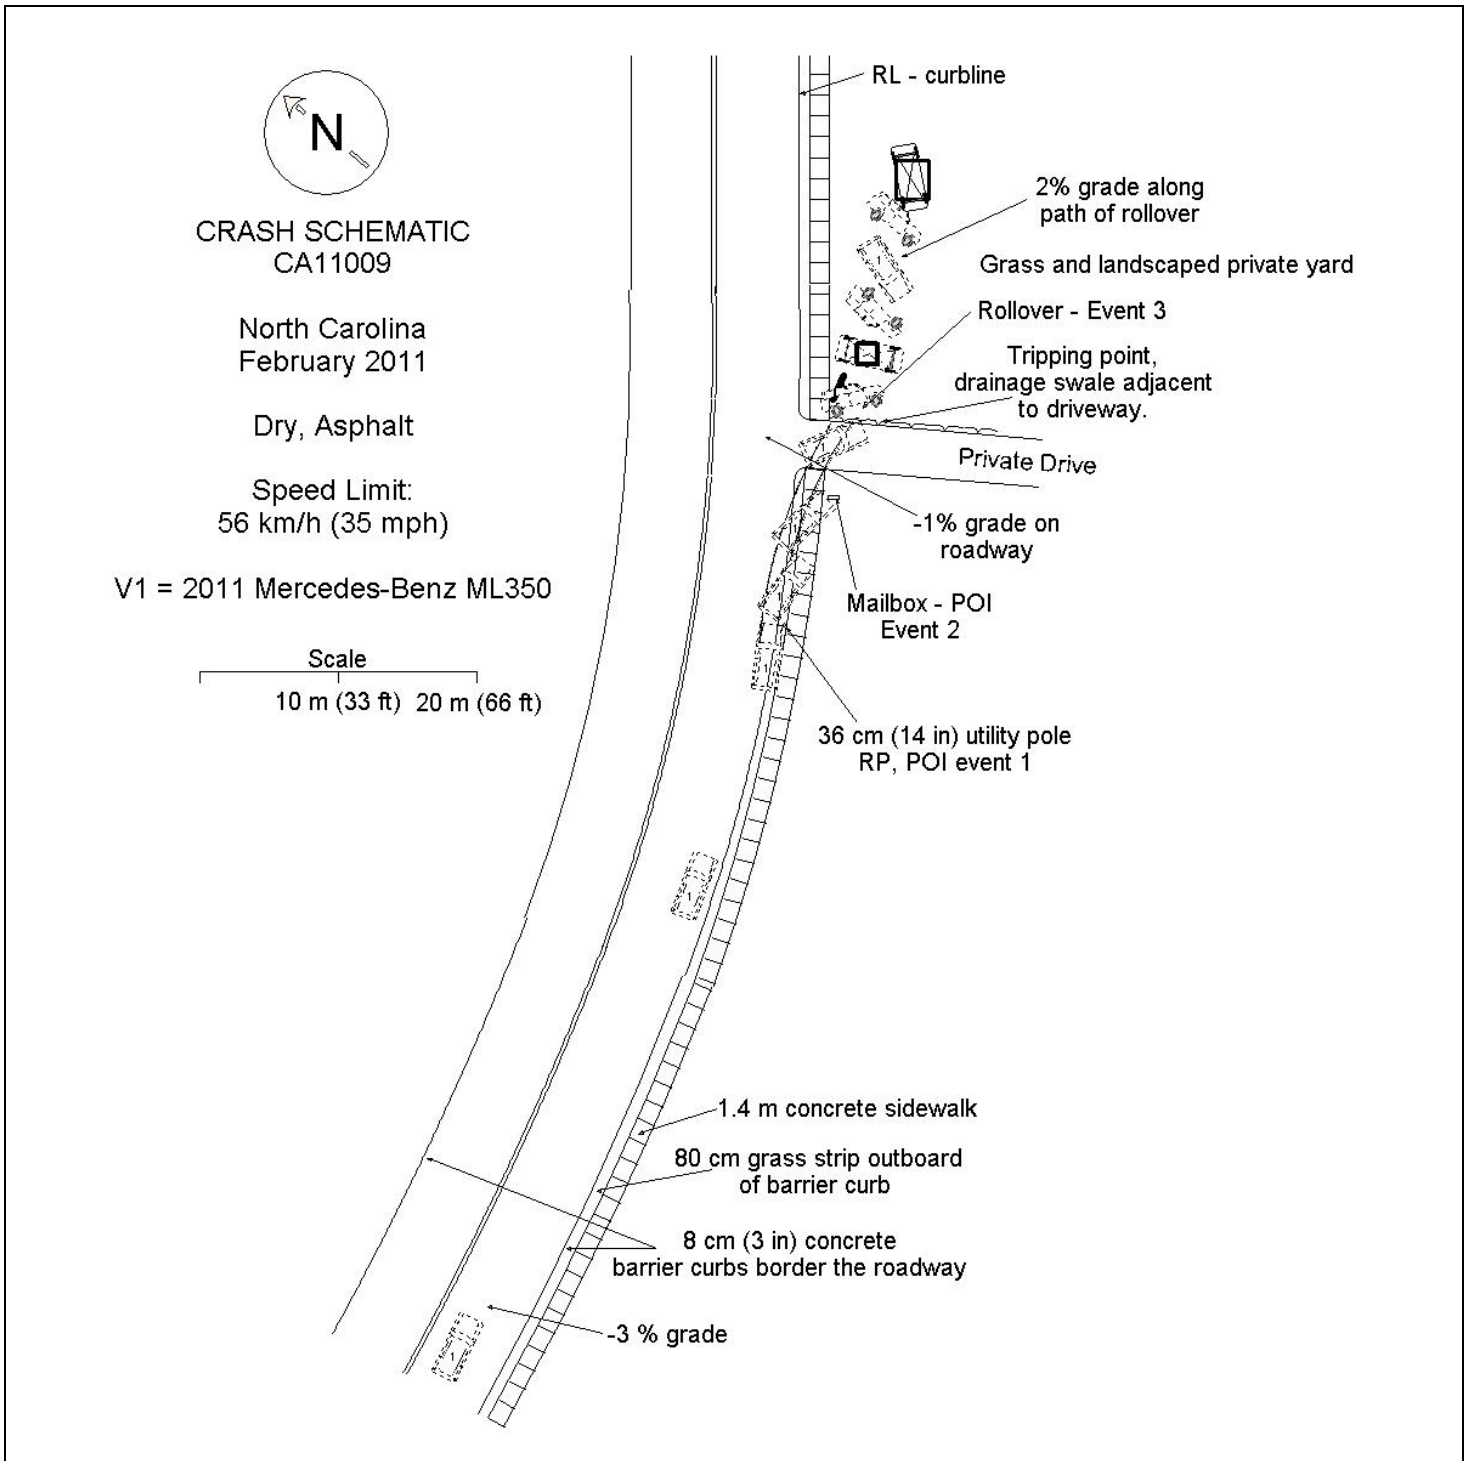 N
CRASH SCHEMATIC
CA11009
North Carolina
February 2011
Dry, Asphalt
Speed Limit:
56 km/h (35 mph)
V1 = 2011 Mercedes-Benz ML350
Scale
10 m (33 ft) 20 m (66 ft)
RL - curbline
2% grade along
path of rollover
Grass and landscaped private yard
Rollover - Event 3
Tripping point,
drainage swale adjacent
to driveway.
Private Drive
-1% grade on
roadway
Mailbox - POI
Event 2
36 cm (14 in) utility pole
RP, POI event 1
1
1
1.4 m concrete sidewalk
80 cm grass strip outboard
of barrier curb
8 cm (3 in) concrete
barrier curbs border the roadway
-3 % grade
1